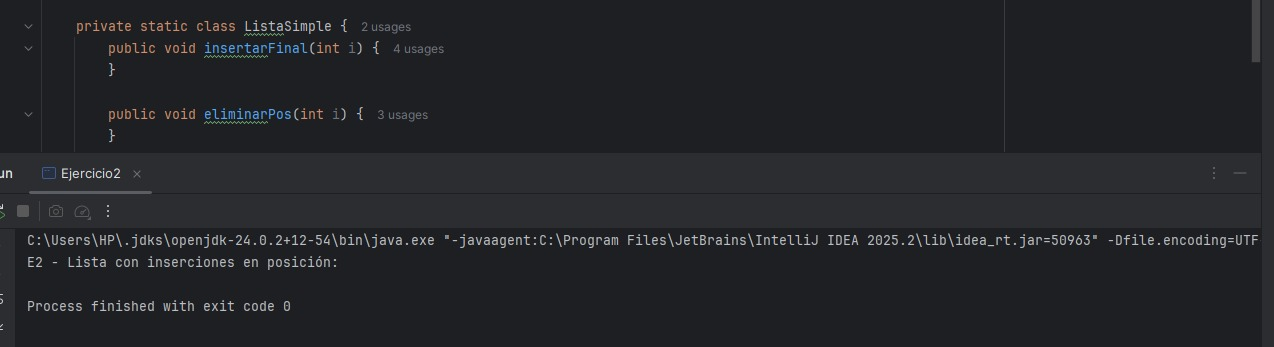 private static class ListaSimple { 2 usages
public void insertarFinal(int i) { 4 usages
}
public void eliminarPos(int i) { 3 usages
}
un Ejercicio2
C:\Users\HP\.jdks\openjdk-24.0.2+12-54\bin\java.exe "-javaagent:C:\Program Files\JetBrains\IntelliJ IDEA 2025.2\lib\idea_rt.jar=50963" -Dfile.encoding=UTF
E2 - Lista con inserciones en posición:
Process finished with exit code 0